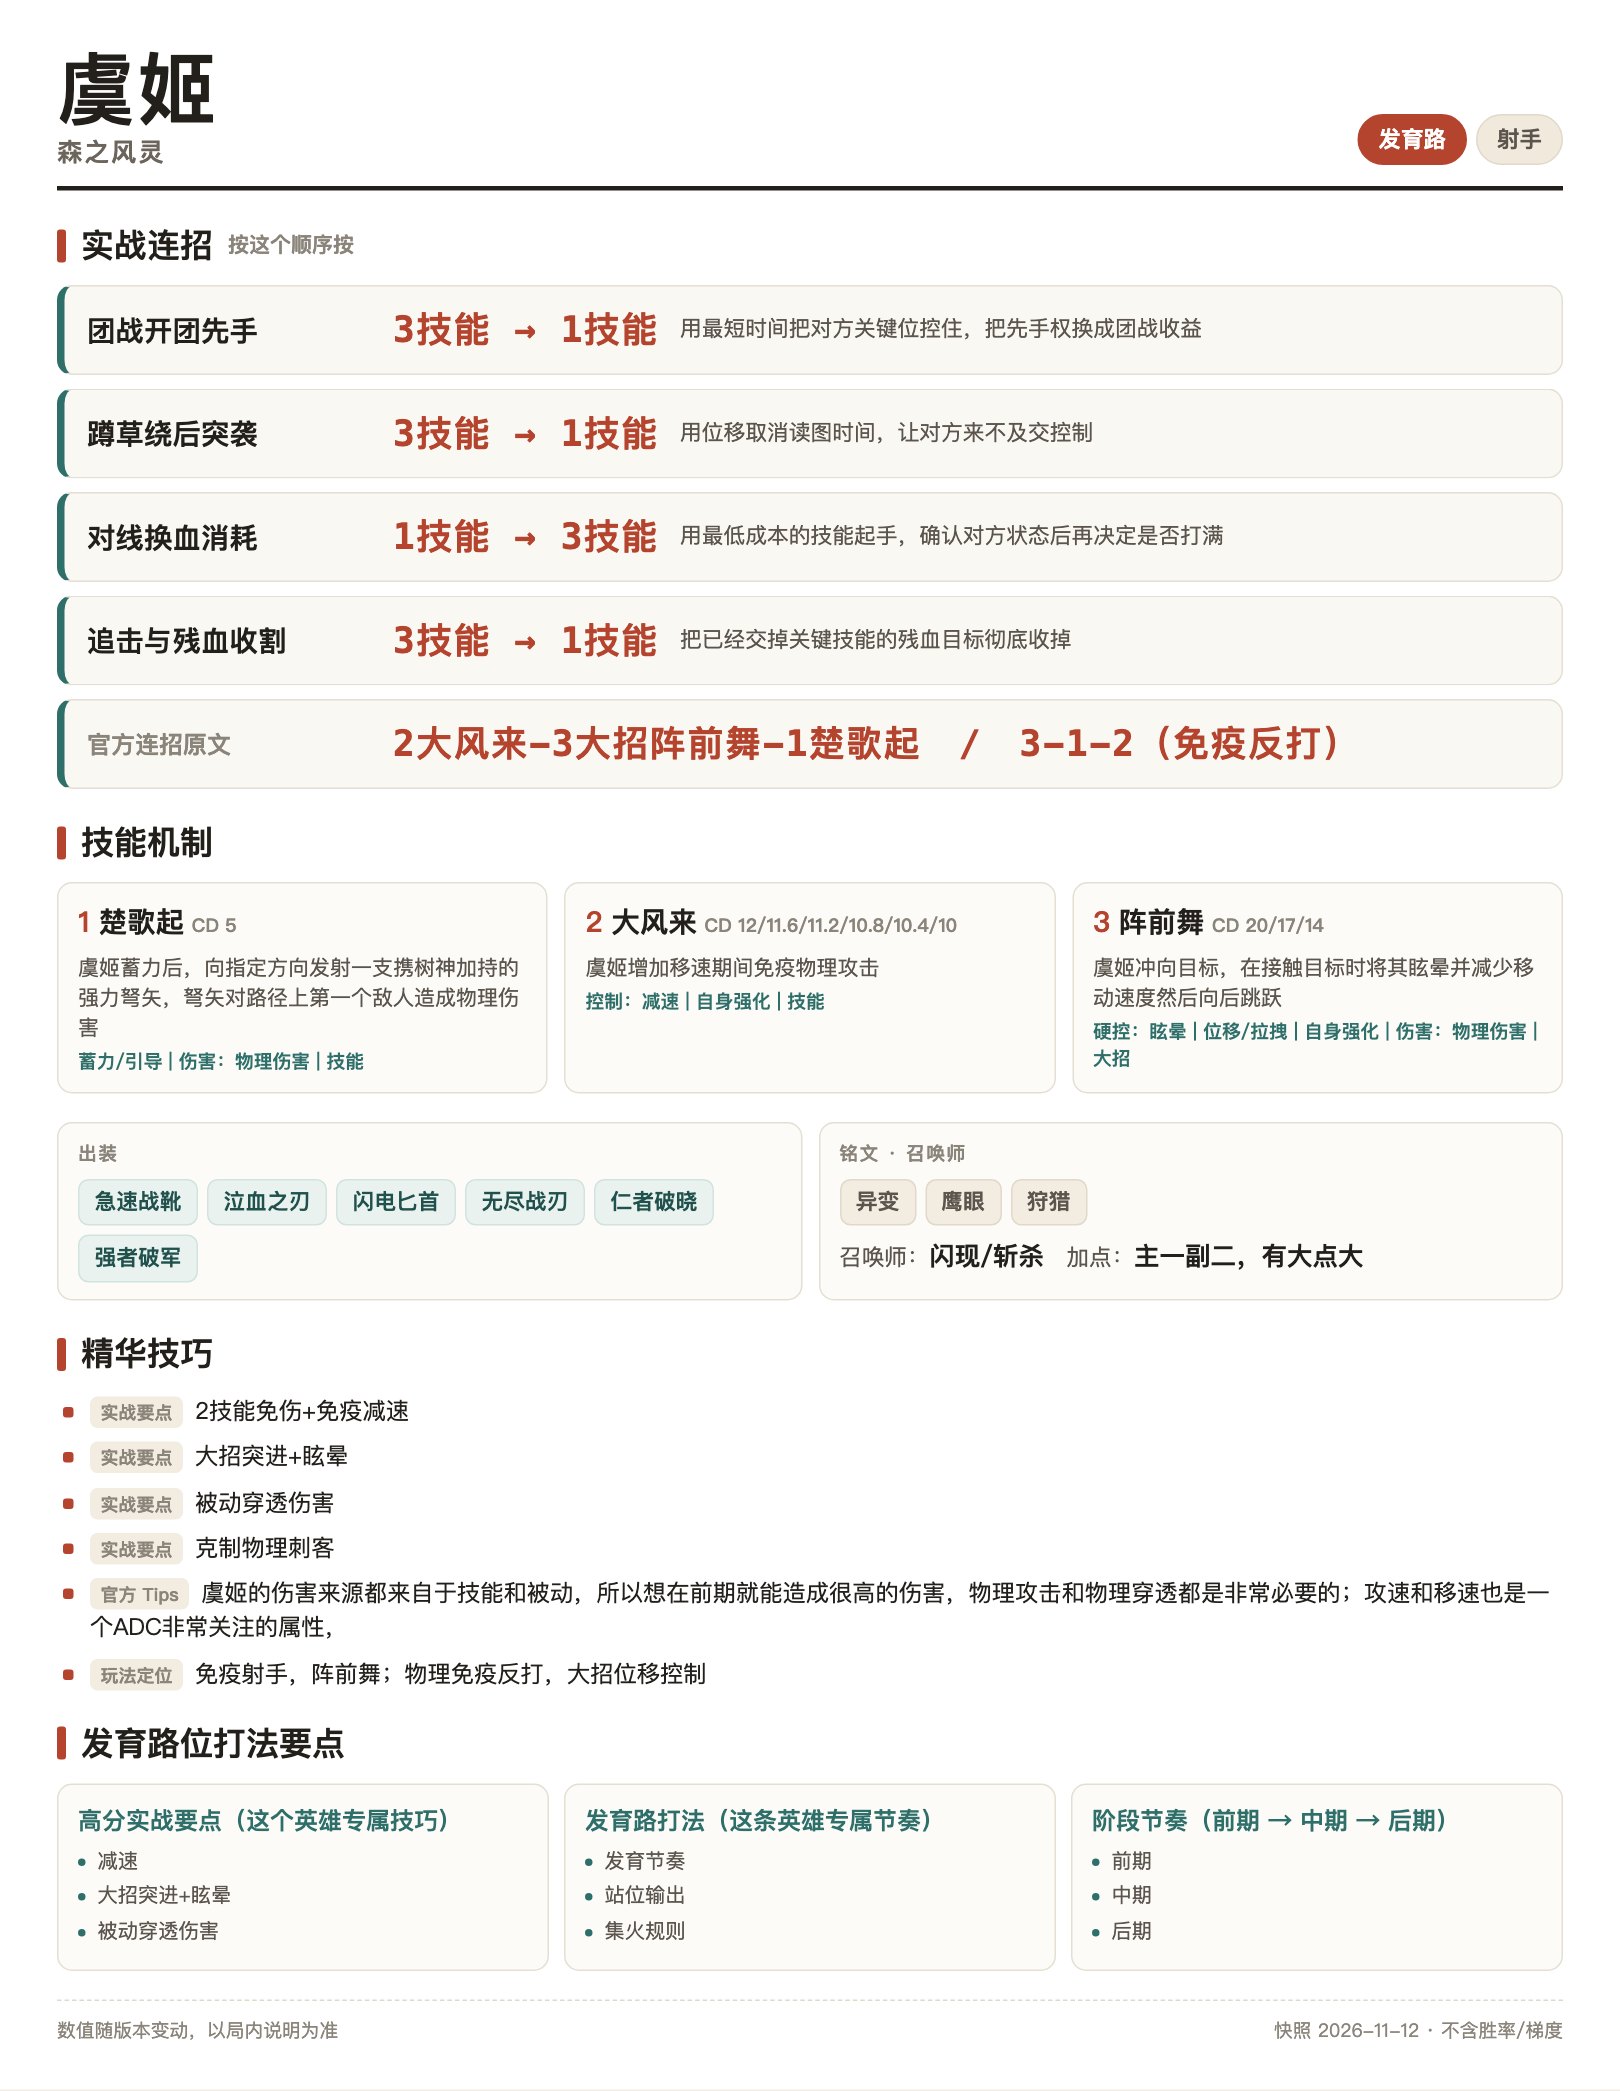 虞姬
森之风灵
发育路 射手
实战连招 按这个顺序按
团战开团先手 3技能 → 1技能 用最短时间把对方关键位控住，把先手权换成团战收益
蹲草绕后突袭 3技能 → 1技能 用位移取消读图时间，让对方来不及交控制
对线换血消耗 1技能 → 3技能 用最低成本的技能起手，确认对方状态后再决定是否打满
追击与残血收割 3技能 → 1技能 把已经交掉关键技能的残血目标彻底收掉
官方连招原文 2大风来-3大招阵前舞-1楚歌起 / 3-1-2（免疫反打）
技能机制
1 楚歌起 CD 5
虞姬蓄力后，向指定方向发射一支携树神加持的
强力弩矢，弩矢对路径上第一个敌人造成物理伤
害
蓄力/引导 | 伤害：物理伤害 | 技能
2 大风来 CD 12/11.6/11.2/10.8/10.4/10
虞姬增加移速期间免疫物理攻击
控制：减速 | 自身强化 | 技能
3 阵前舞 CD 20/17/14
虞姬冲向目标，在接触目标时将其眩晕并减少移
动速度然后向后跳跃
硬控：眩晕 | 位移/拉拽 | 自身强化 | 伤害：物理伤害 |
大招
出装
急速战靴 泣血之刃 闪电匕首 无尽战刃 仁者破晓
强者破军
铭文 · 召唤师
异变 鹰眼 狩猎
召唤师：闪现/斩杀 加点：主一副二，有大点大
精华技巧
实战要点 2技能免伤+免疫减速
实战要点 大招突进+眩晕
实战要点 被动穿透伤害
实战要点 克制物理刺客
官方 Tips 虞姬的伤害来源都来自于技能和被动，所以想在前期就能造成很高的伤害，物理攻击和物理穿透都是非常必要的；攻速和移速也是一
个ADC非常关注的属性，
玩法定位 免疫射手，阵前舞；物理免疫反打，大招位移控制
发育路位打法要点
高分实战要点（这个英雄专属技巧）
减速
大招突进+眩晕
被动穿透伤害
发育路打法（这条英雄专属节奏）
发育节奏
站位输出
集火规则
阶段节奏（前期 → 中期 → 后期）
前期
中期
后期
数值随版本变动，以局内说明为准
快照 2026-11-12 · 不含胜率/梯度